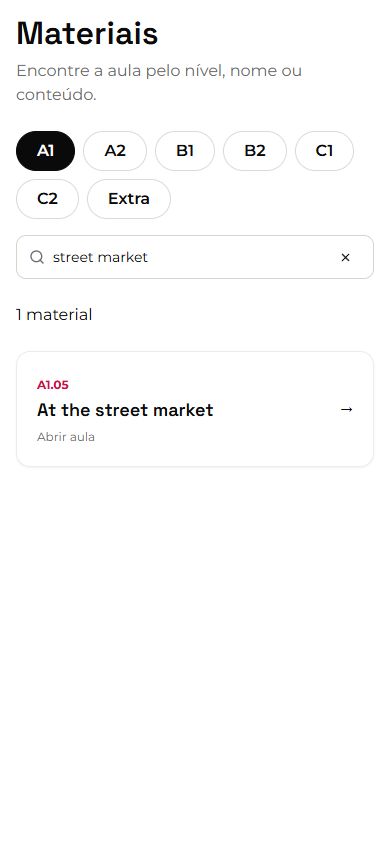 Materiais
Encontre a aula pelo nível, nome ou
conteúdo.
A1 A2 B1 B2 C1
C2 Extra
street market ×
1 material
A1.05
At the street market →
Abrir aula